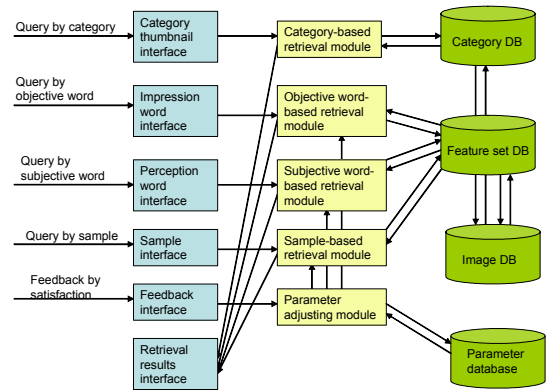 Query by category
Category
thumbnail
interface
Category-based
retrieval module
Category DB
Query by
objective word
Impression
word
interface
Objective word-
based retrieval
module
Feature set DB
Query by
subjective word
Perception
word
interface
Subjective word-
based retrieval
module
Query by sample
Sample
interface
Sample-based
retrieval module
Image DB
Feedback by
satisfaction
Feedback
interface
Parameter
adjusting module
Retrieval
results
interface
Parameter
database